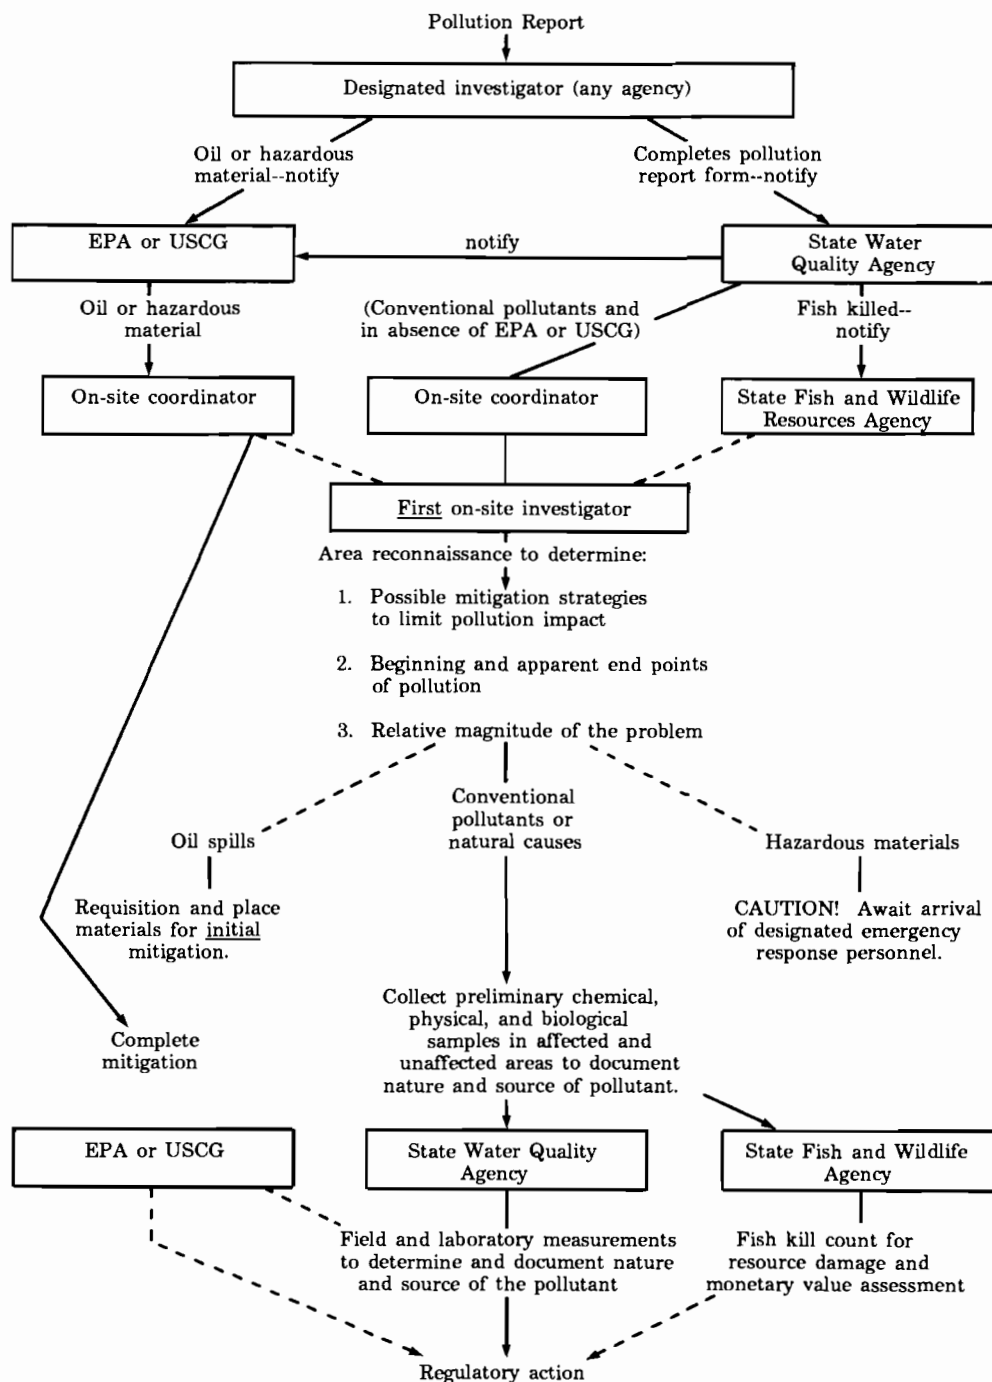 Pollution Report
Designated investigator (any agency)
Oil or hazardous
material--notify
Completes pollution
report form--notify
EPA or USCG
notify
State Water
Quality Agency
Oil or hazardous
material
(Conventional pollutants and
in absence of EPA or USCG)
Fish killed--
notify
On-site coordinator
On-site coordinator
State Fish and Wildlife
Resources Agency
First on-site investigator
Area reconnaissance to determine:
1. Possible mitigation strategies
to limit pollution impact
2. Beginning and apparent end points
of pollution
3. Relative magnitude of the problem
Oil spills
Conventional
pollutants or
natural causes
Hazardous materials
Requisition and place
materials for initial
mitigation.
CAUTION! Await arrival
of designated emergency
response personnel.
Collect preliminary chemical,
physical, and biological
samples in affected and
unaffected areas to document
nature and source of pollutant.
Complete
mitigation
EPA or USCG
State Water Quality
Agency
State Fish and Wildlife
Agency
Field and laboratory measurements
to determine and document nature
and source of the pollutant
Fish kill count for
resource damage and
monetary value assessment
Regulatory action